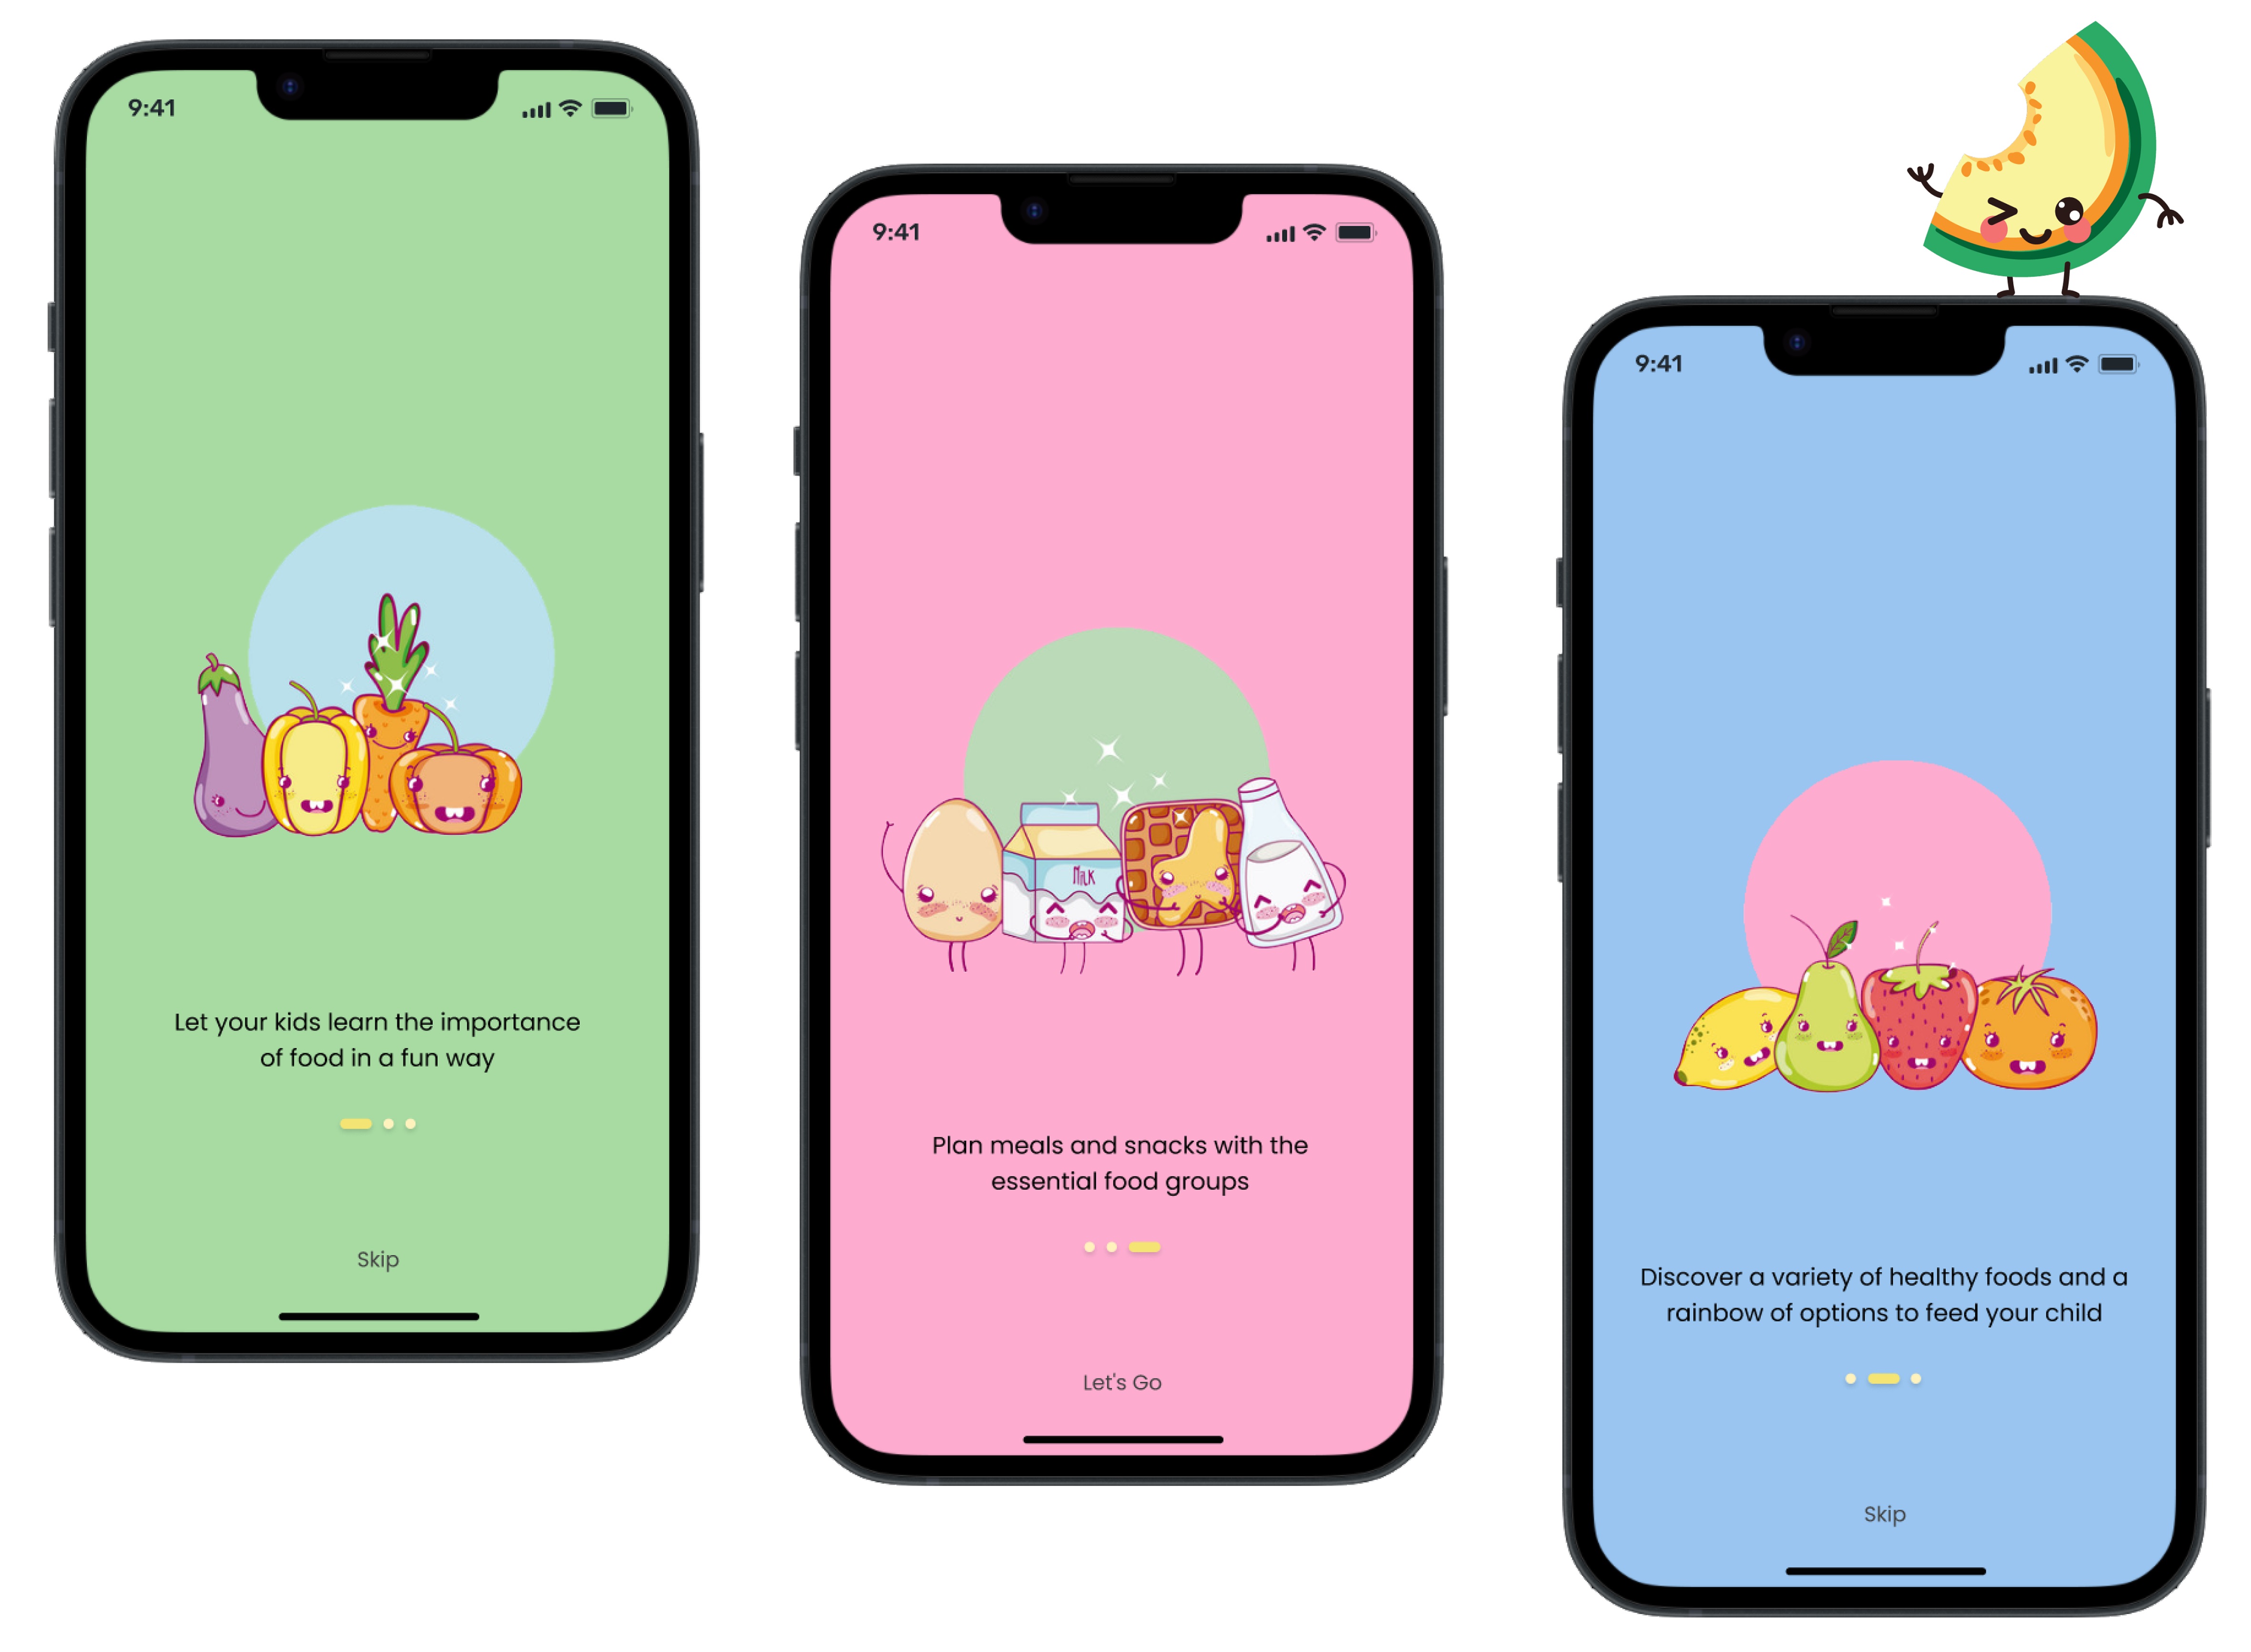 9:41
Let your kids learn the importance
of food in a fun way
Skip
9:41
MILK
Plan meals and snacks with the
essential food groups
Let's Go
9:41
Discover a variety of healthy foods and a
rainbow of options to feed your child
Skip